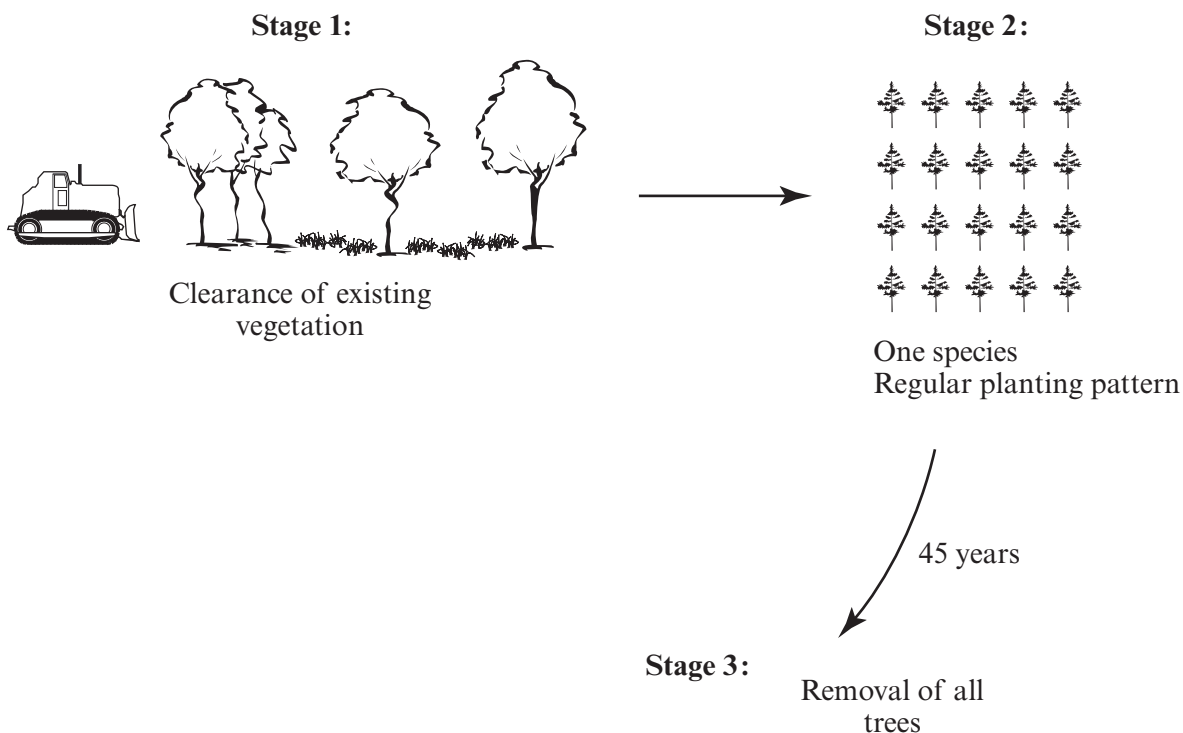 Stage 1:
Clearance of existing
vegetation
Stage 2:
One species
Regular planting pattern
45 years
Stage 3:
Removal of all
trees